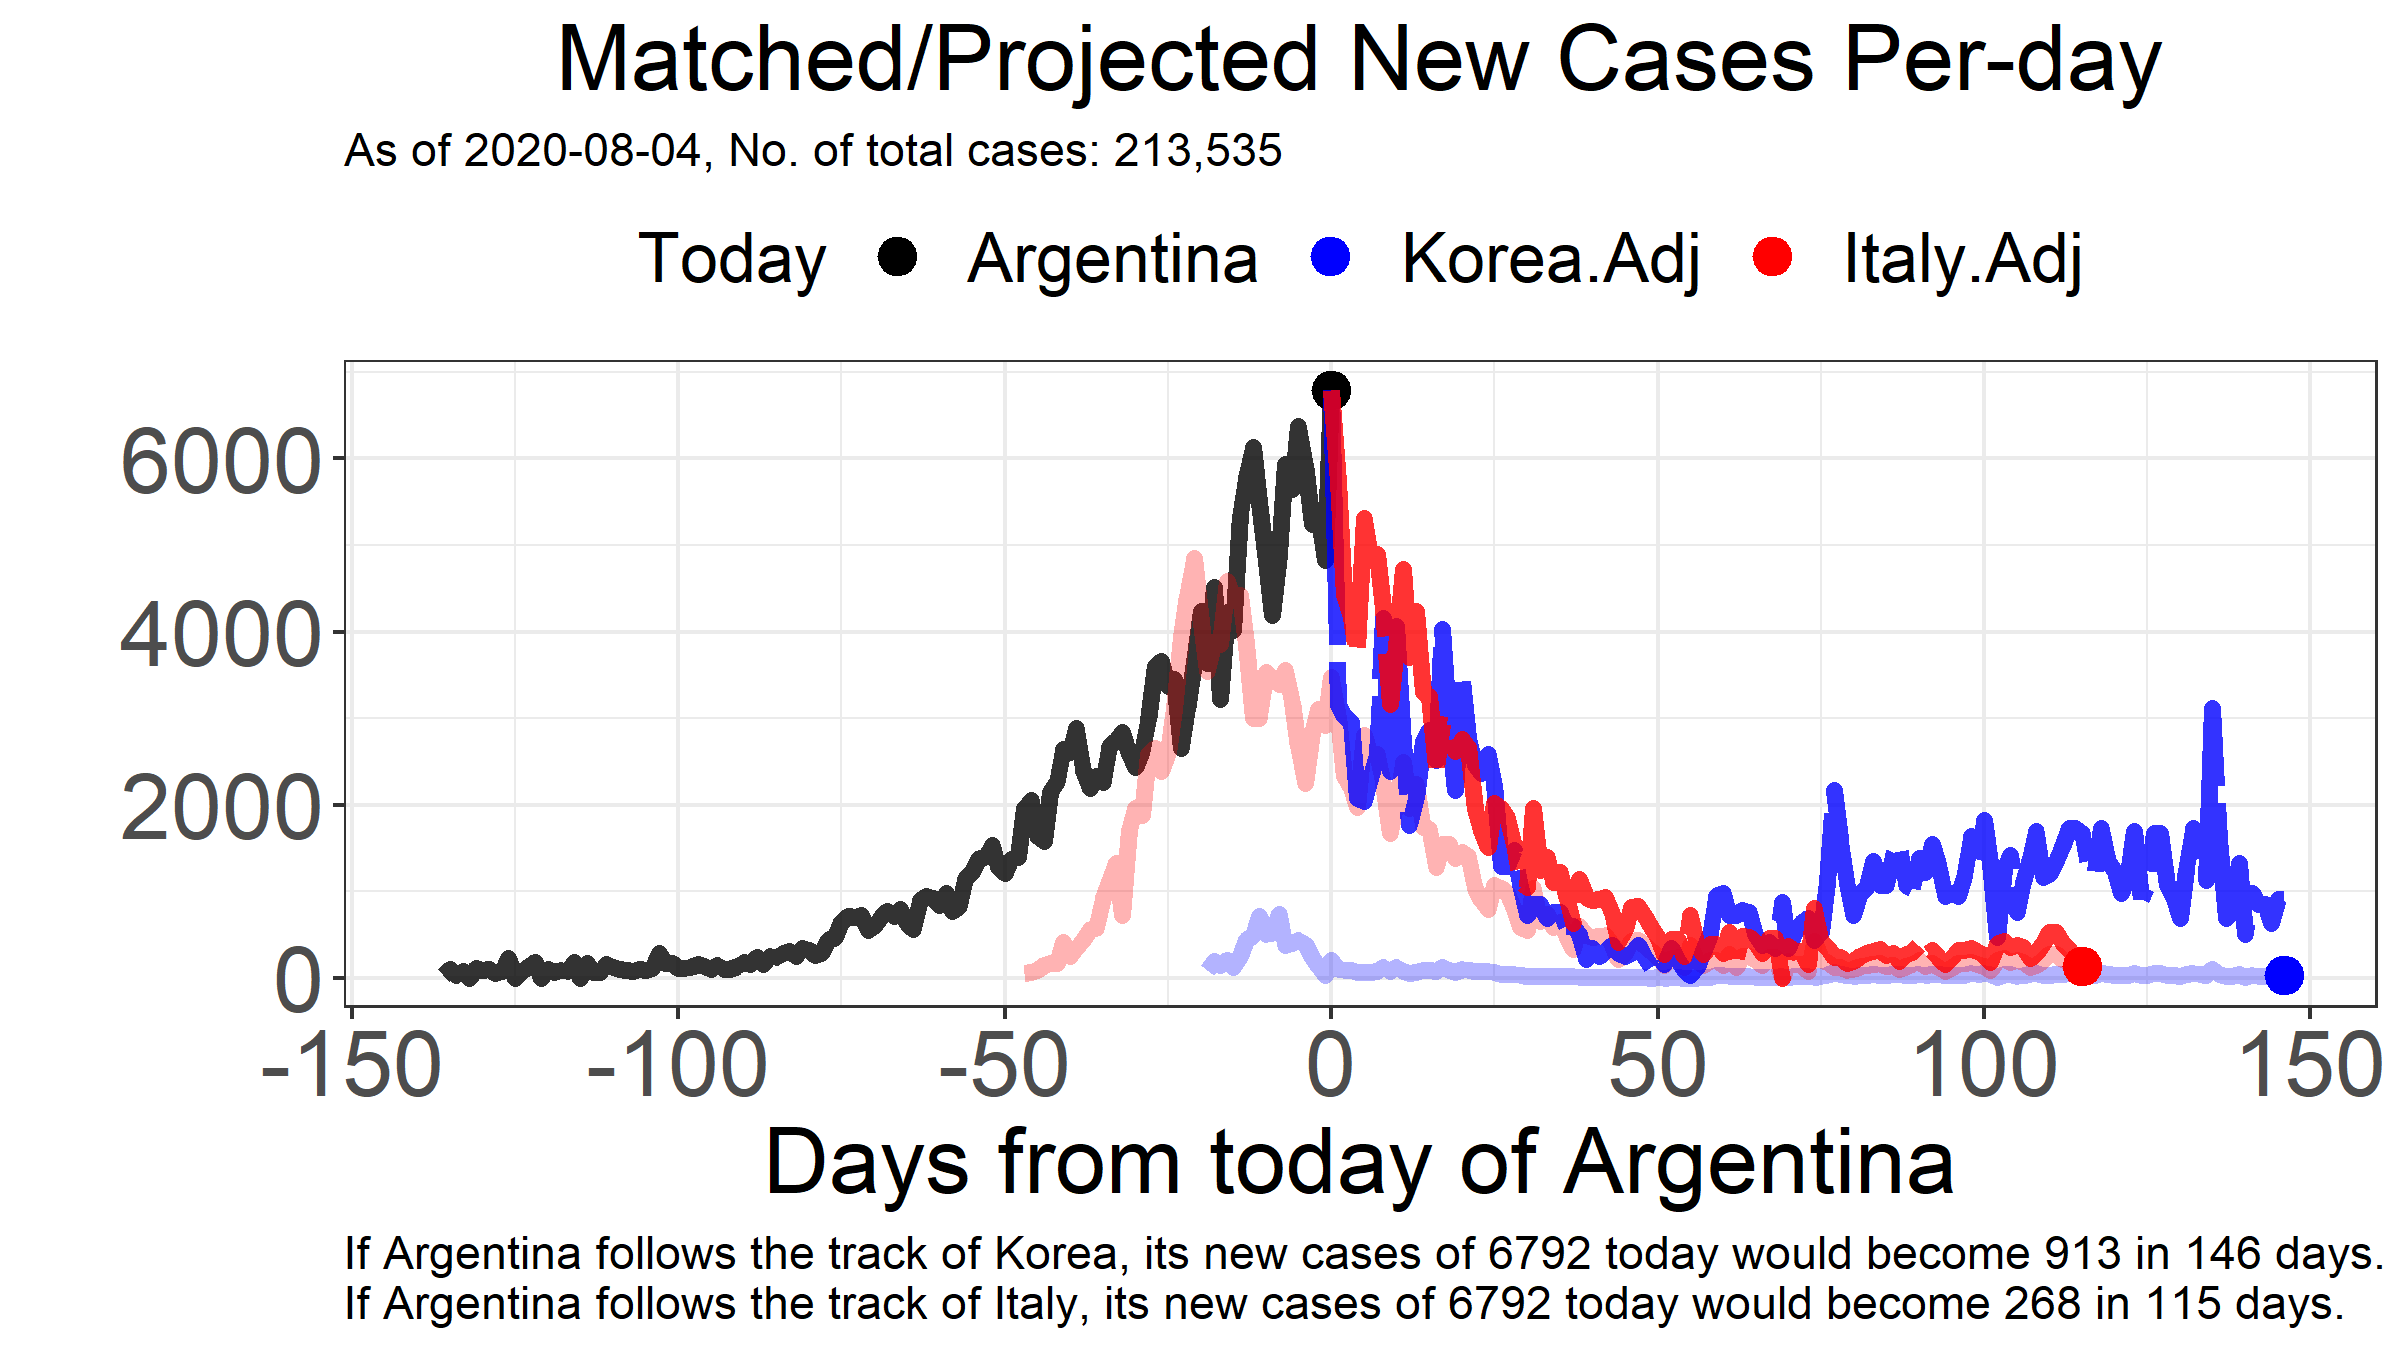 Matched/Projected New Cases Per-day
As of 2020-08-04, No. of total cases: 213,535
Today Argentina Korea.Adj Italy.Adj
6000
4000
2000
0
-150 -100 -50 0 50 100 150
Days from today of Argentina
If Argentina follows the track of Korea, its new cases of 6792 today would become 913 in 146 days.
If Argentina follows the track of Italy, its new cases of 6792 today would become 268 in 115 days.